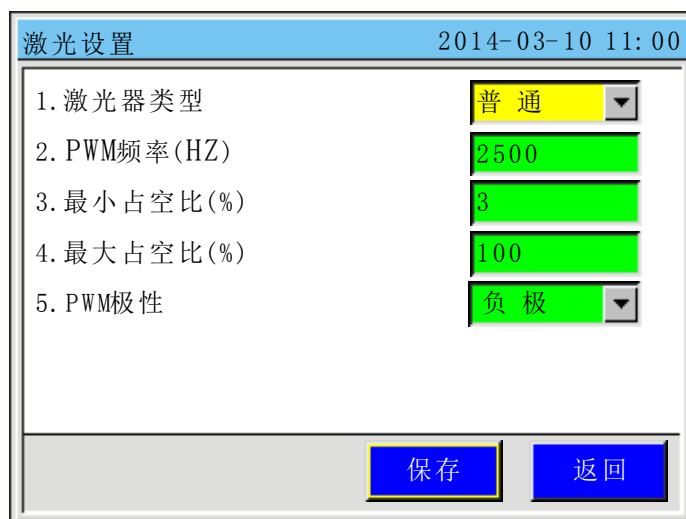 激光设置 2014-03-10 11:00
1.激光器类型 普通
2.PWM频率(HZ) 2500
3.最小占空比(%) 3
4.最大占空比(%) 100
5.PWM极性 负极
保存 返回